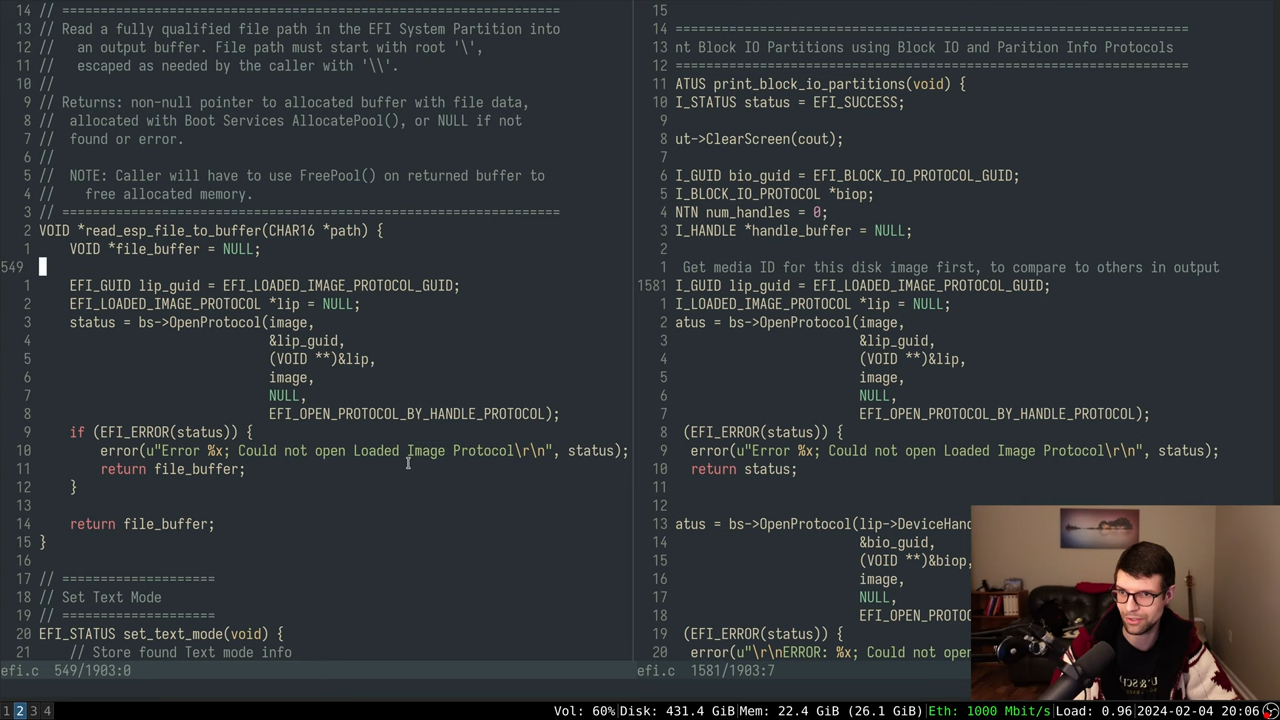 14 // =================================================================
13 // Read a fully qualified file path in the EFI System Partition into
12 //   an output buffer. File path must start with root '\',
11 //   escaped as needed by the caller with '\\'.
10 //
9 // Returns: non-null pointer to allocated buffer with file data,
8 //  allocated with Boot Services AllocatePool(), or NULL if not
7 //  found or error.
6 //
5 //  NOTE: Caller will have to use FreePool() on returned buffer to
4 //    free allocated memory.
3 // =================================================================
2 VOID *read_esp_file_to_buffer(CHAR16 *path) {
1     VOID *file_buffer = NULL;
549
1     EFI_GUID lip_guid = EFI_LOADED_IMAGE_PROTOCOL_GUID;
2     EFI_LOADED_IMAGE_PROTOCOL *lip = NULL;
3     status = bs->OpenProtocol(image,
4                               &lip_guid,
5                               (VOID **)&lip,
6                               image,
7                               NULL,
8                               EFI_OPEN_PROTOCOL_BY_HANDLE_PROTOCOL);
9     if (EFI_ERROR(status)) {
10         error(u"Error %x; Could not open Loaded Image Protocol\r\n", status);
11         return file_buffer;
12     }
13
14     return file_buffer;
15 }
16
17 // ====================
18 // Set Text Mode
19 // ====================
20 EFI_STATUS set_text_mode(void) {
21     // Store found Text mode info
efi.c  549/1903:0
15
14 ===================================================================
13 nt Block IO Partitions using Block IO and Parition Info Protocols
12 ===================================================================
11 ATUS print_block_io_partitions(void) {
10 I_STATUS status = EFI_SUCCESS;
9
8 ut->ClearScreen(cout);
7
6 I_GUID bio_guid = EFI_BLOCK_IO_PROTOCOL_GUID;
5 I_BLOCK_IO_PROTOCOL *biop;
4 NTN num_handles = 0;
3 I_HANDLE *handle_buffer = NULL;
2
1  Get media ID for this disk image first, to compare to others in output
1581 I_GUID lip_guid = EFI_LOADED_IMAGE_PROTOCOL_GUID;
1 I_LOADED_IMAGE_PROTOCOL *lip = NULL;
2 atus = bs->OpenProtocol(image,
3                         &lip_guid,
4                         (VOID **)&lip,
5                         image,
6                         NULL,
7                         EFI_OPEN_PROTOCOL_BY_HANDLE_PROTOCOL);
8  (EFI_ERROR(status)) {
9   error(u"Error %x; Could not open Loaded Image Protocol\r\n", status);
10   return status;
11
12
13 atus = bs->OpenProtocol(lip->DeviceHan
14                         &bio_guid,
15                         (VOID **)&biop,
16                         image,
17                         NULL,
18                         EFI_OPEN_PROTO
19  (EFI_ERROR(status)) {
20   error(u"\r\nERROR: %x; Could not open
efi.c  1581/1903:7
1 2 3 4
Vol: 60%|Disk: 431.4 GiB|Mem: 22.4 GiB (26.1 GiB)|Eth: 1000 Mbit/s|Load: 0.96|2024-02-04 20:06